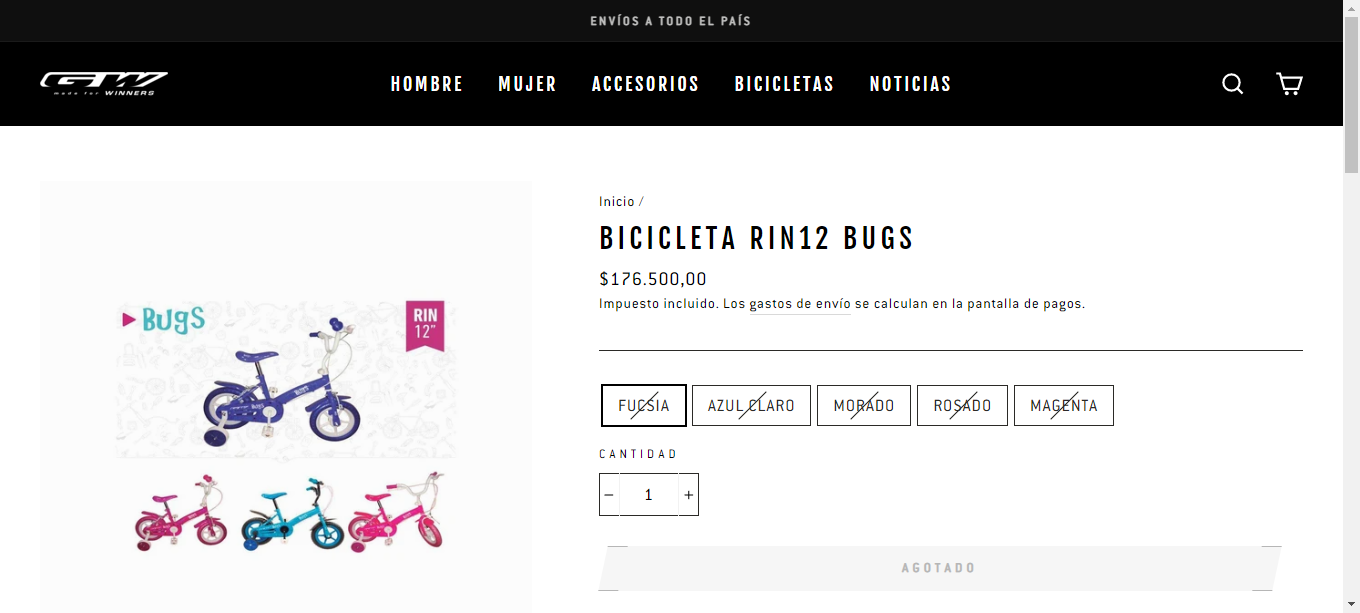 ENVÍOS A TODO EL PAÍS
GW
made for WINNERS
HOMBRE MUJER ACCESORIOS BICICLETAS NOTICIAS
Inicio /
BICICLETA RIN12 BUGS
$176.500,00
Impuesto incluido. Los gastos de envío se calculan en la pantalla de pagos.
BUGS
RIN
12"
FUCSIA AZUL CLARO MORADO ROSADO MAGENTA
CANTIDAD
− 1 +
AGOTADO